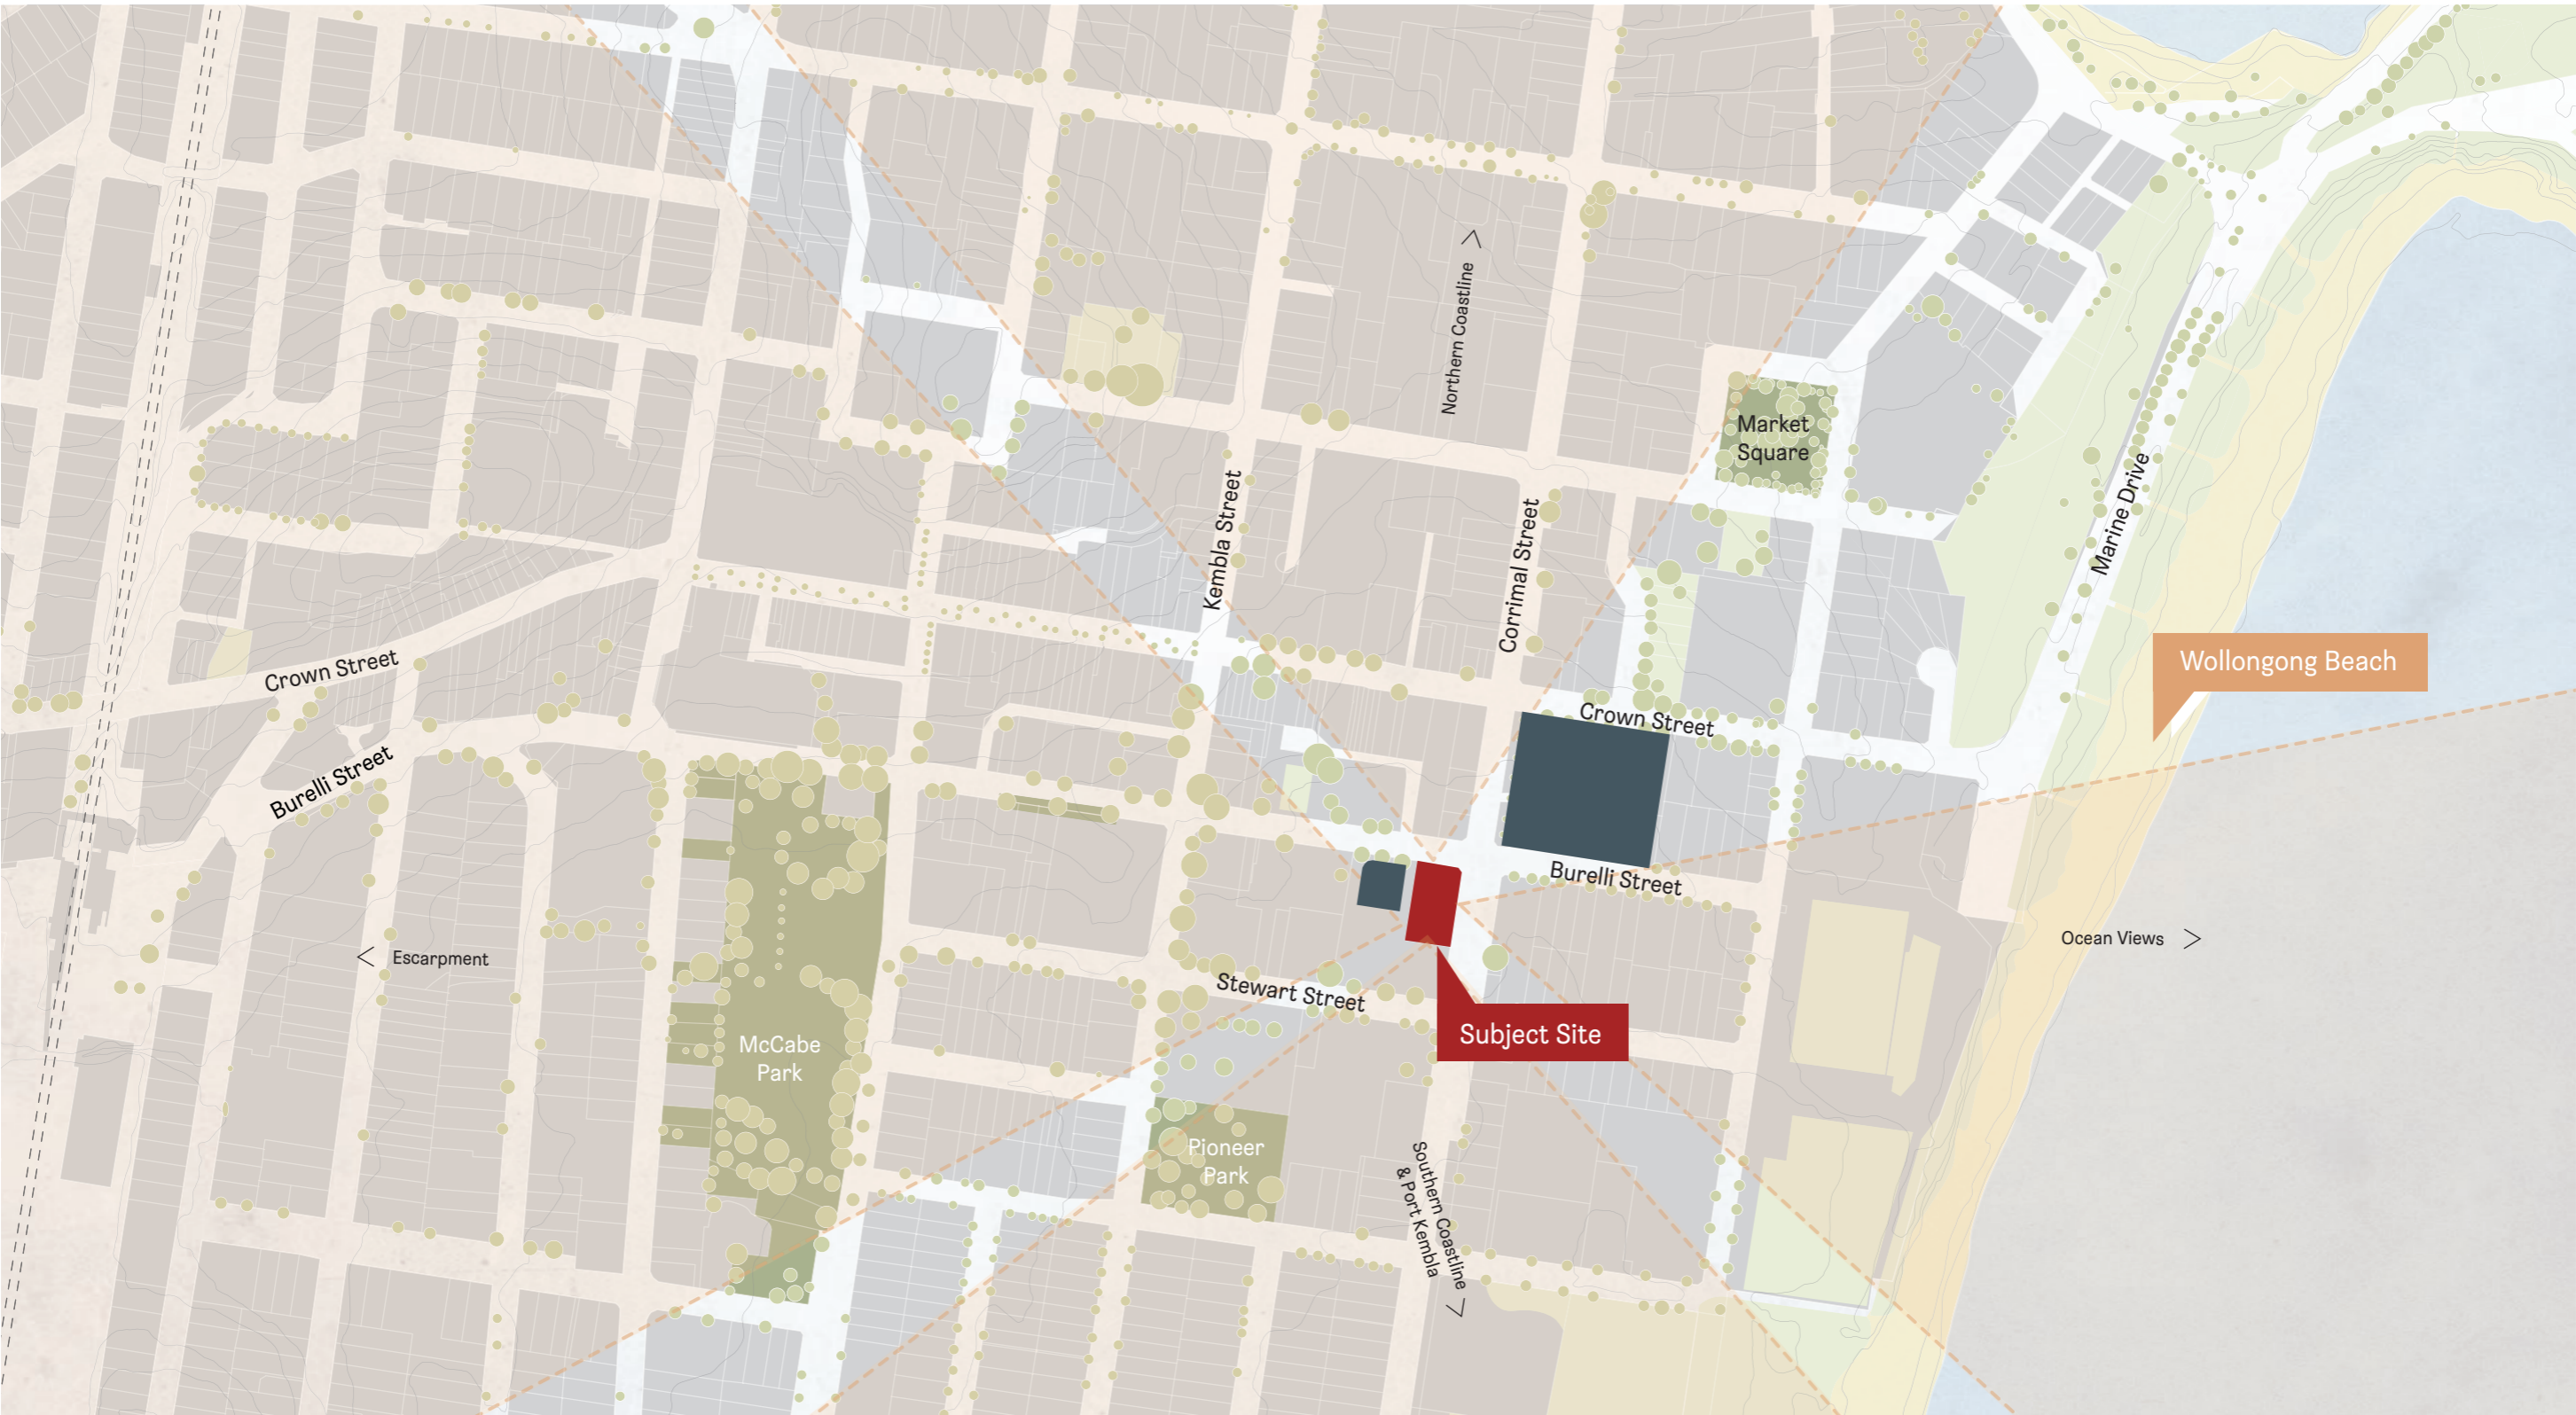 Northern Coastline
Market
Square
Kembla Street
Corrimal Street
Marine Drive
Crown Street
Wollongong Beach
Crown Street
Burelli Street
Burelli Street
Escarpment
Ocean Views
Stewart Street
Subject Site
McCabe
Park
Pioneer
Park
Southern Coastline
& Port Kembla